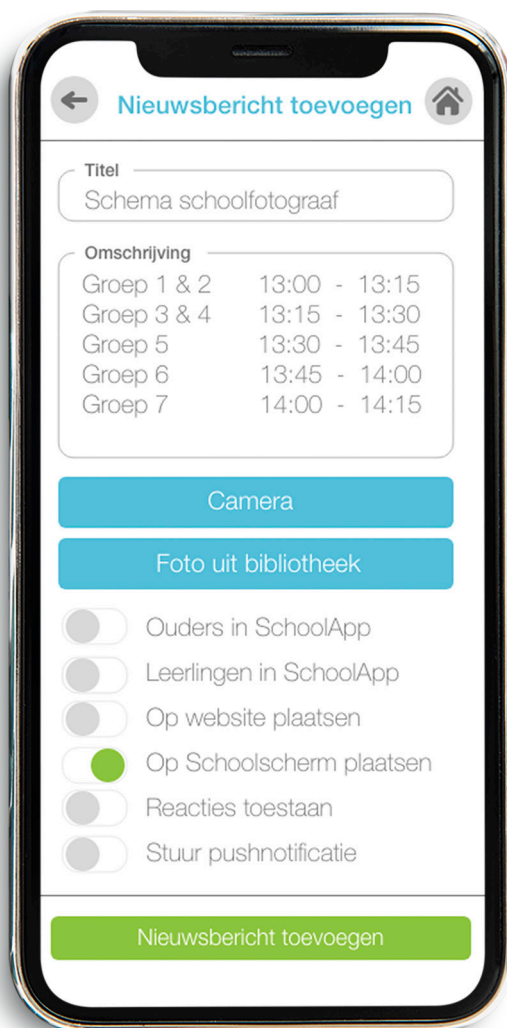 Nieuwsbericht toevoegen
Titel
Schema schoolfotograaf
Omschrijving
Groep 1 & 2 13:00 - 13:15
Groep 3 & 4 13:15 - 13:30
Groep 5 13:30 - 13:45
Groep 6 13:45 - 14:00
Groep 7 14:00 - 14:15
Camera
Foto uit bibliotheek
Ouders in SchoolApp
Leerlingen in SchoolApp
Op website plaatsen
Op Schoolscherm plaatsen
Reacties toestaan
Stuur pushnotificatie
Nieuwsbericht toevoegen